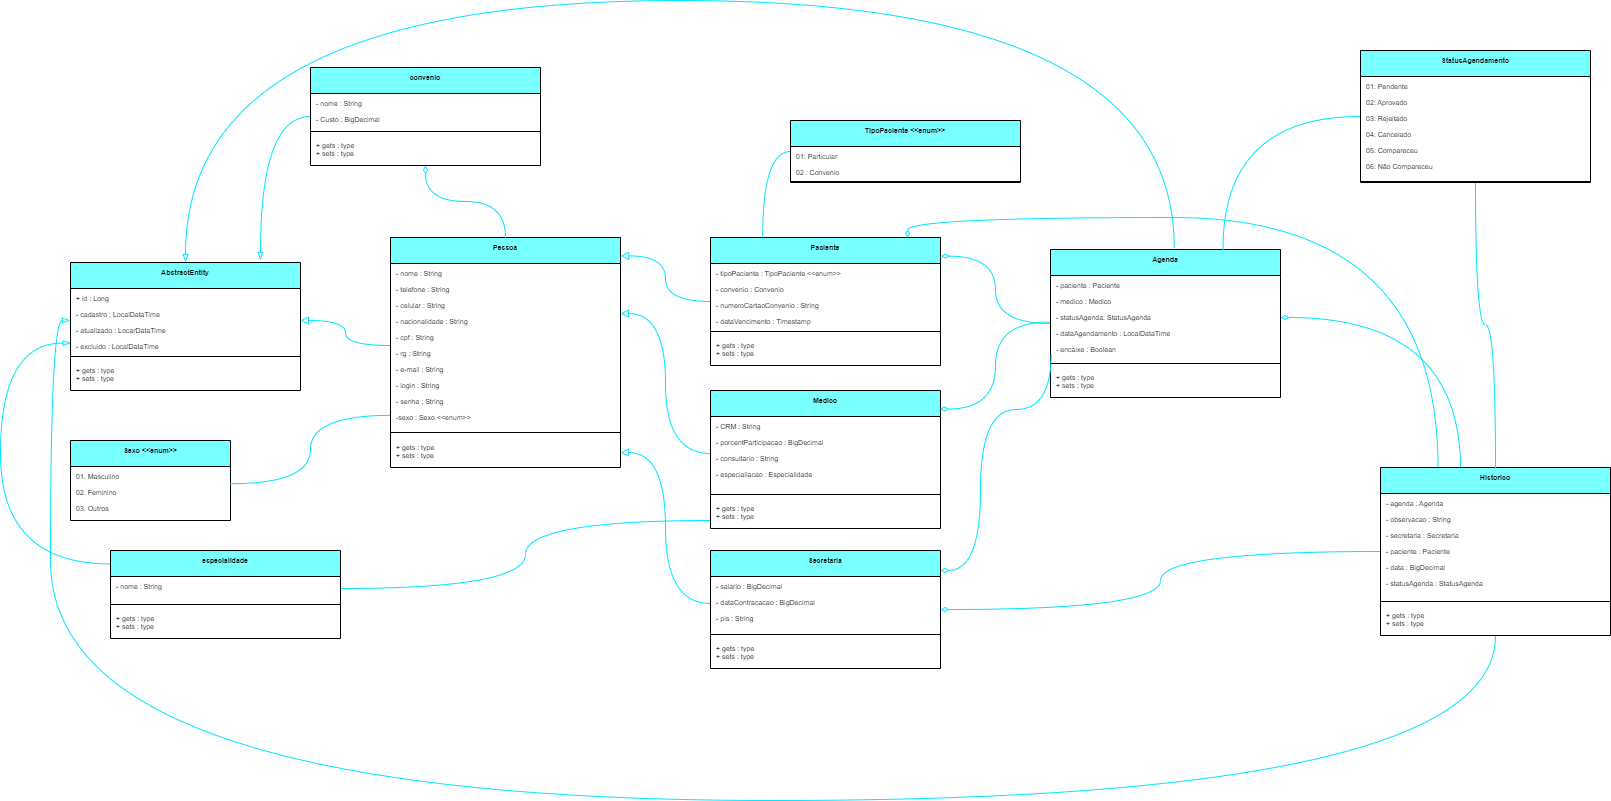 convenio
- nome : String
- Custo : BigDecimal
+ gets : type
+ sets : type
TipoPaciente <<enum>>
01: Particular
02 : Convenio
StatusAgendamento
01: Pendente
02: Aprovado
03: Rejeitado
04: Cancelado
05: Compareceu
06: Não Compareceu
AbstractEntity
+ id : Long
- cadastro : LocalDataTime
- atualizado : LocarDataTime
- excluido : LocalDateTime
+ gets : type
+ sets : type
Pessoa
- nome : String
- telefone : String
- celular : String
- nacionalidade : String
- cpf : String
- rg : String
- e-mail : String
- login : String
- senha : String
-sexo : Sexo <<enum>>
+ gets : type
+ sets : type
Paciente
- tipoPaciente : TipoPaciente <<enum>>
- convenio : Convenio
- numeroCartaoConvenio : String
- dataVencimento : Timestamp
+ gets : type
+ sets : type
Agenda
- paciente : Paciente
- medico : Medico
- statusAgenda: StatusAgenda
- dataAgendamento : LocalDateTime
- encaixe : Boolean
+ gets : type
+ sets : type
Medico
- CRM : String
- porcentParticipacao : BigDecimal
- consultario : String
- especialiacao : Especialidade
+ gets : type
+ sets : type
Sexo <<enum>>
01. Masculino
02. Feminino
03. Outros
especialidade
- nome : String
+ gets : type
+ sets : type
Secretaria
- salario : BigDecimal
- dataContracacao : BigDecimal
- pis : String
+ gets : type
+ sets : type
Historico
- agenda : Agenda
- observacao : String
- secretaria : Secretaria
- paciente : Paciente
- data : BigDecimal
- statusAgenda : StatusAgenda
+ gets : type
+ sets : type